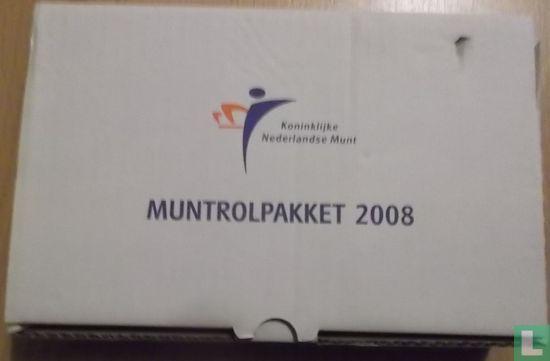 Koninklijke
Nederlandse Munt
MUNTROLPAKKET 2008